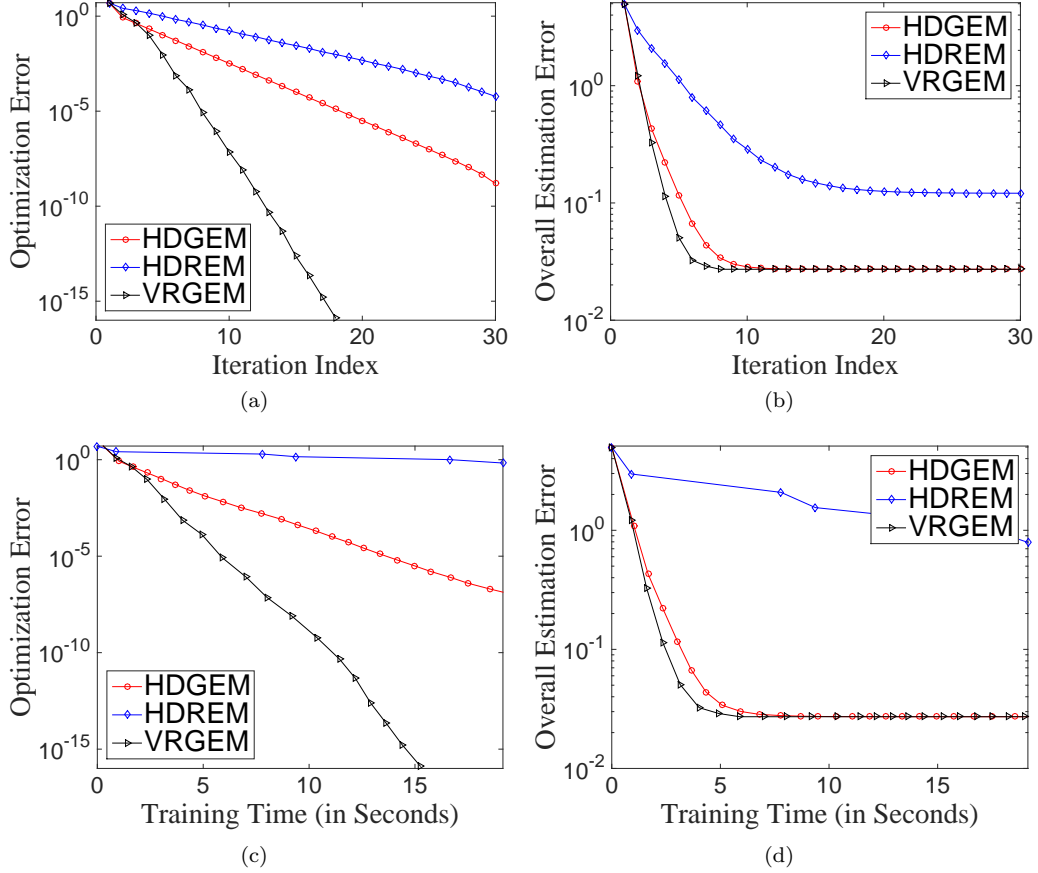 Optimization Error
10^0
10^-5
10^-10
10^-15
HDGEM
HDREM
VRGEM
0 10 20 30
Iteration Index
(a)
Overall Estimation Error
10^0
10^-1
10^-2
HDGEM
HDREM
VRGEM
0 10 20 30
Iteration Index
(b)
Optimization Error
10^0
10^-5
10^-10
10^-15
HDGEM
HDREM
VRGEM
0 5 10 15
Training Time (in Seconds)
(c)
Overall Estimation Error
10^0
10^-1
10^-2
HDGEM
HDREM
VRGEM
0 5 10 15
Training Time (in Seconds)
(d)